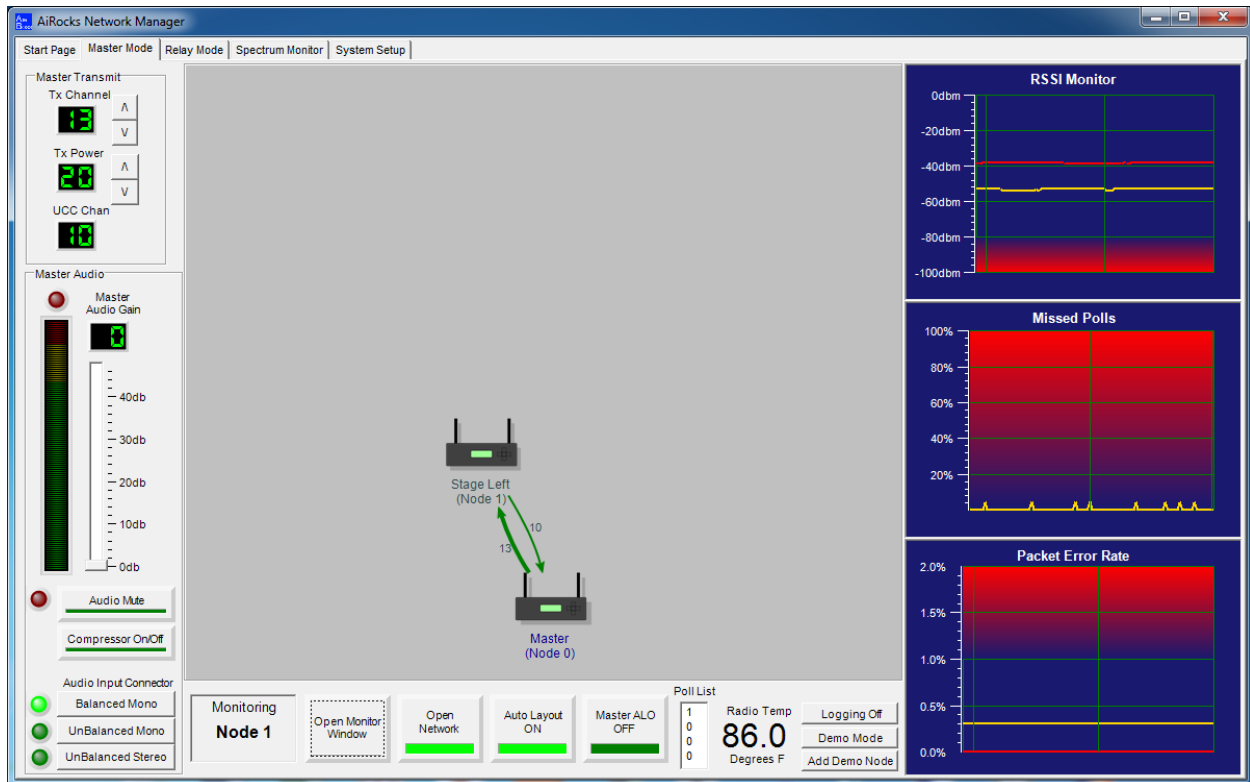 AiRocks Network Manager
Start Page
Master Mode
Relay Mode
Spectrum Monitor
System Setup
Master Transmit
Tx Channel
13
Λ
V
Tx Power
20
Λ
V
UCC Chan
10
Master Audio
Master
Audio Gain
0
40db
30db
20db
10db
0db
Audio Mute
Compressor On/Off
Audio Input Connector
Balanced Mono
UnBalanced Mono
UnBalanced Stereo
Stage Left
(Node 1)
10
13
Master
(Node 0)
Monitoring
Node 1
Open Monitor
Window
Open
Network
Auto Layout
ON
Master ALO
OFF
Poll List
1
0
0
0
Radio Temp
86.0
Degrees F
Logging Off
Demo Mode
Add Demo Node
RSSI Monitor
0dbm
-20dbm
-40dbm
-60dbm
-80dbm
-100dbm
Missed Polls
100%
80%
60%
40%
20%
Packet Error Rate
2.0%
1.5%
1.0%
0.5%
0.0%